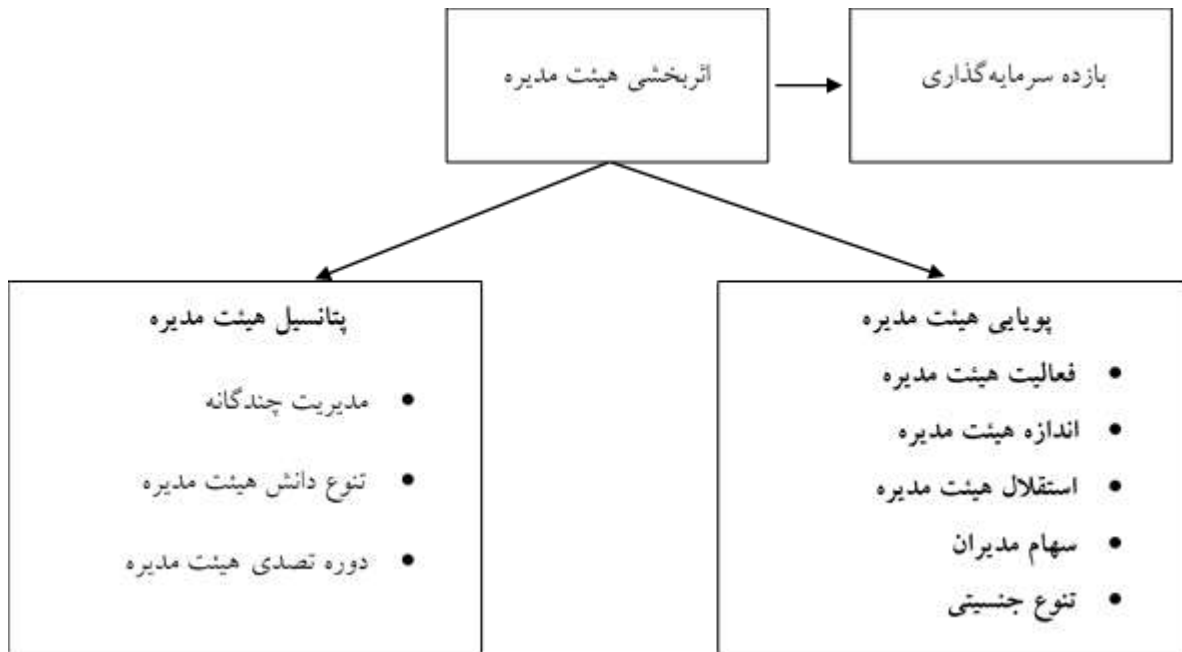 بازده سرمایه‌گذاری
اثربخشی هیئت مدیره
پویایی هیئت مدیره
• فعالیت هیئت مدیره
• اندازه هیئت مدیره
• استقلال هیئت مدیره
• سهام مدیران
• تنوع جنسیتی
پتانسیل هیئت مدیره
• مدیریت چندگانه
• تنوع دانش هیئت مدیره
• دوره تصدی هیئت مدیره